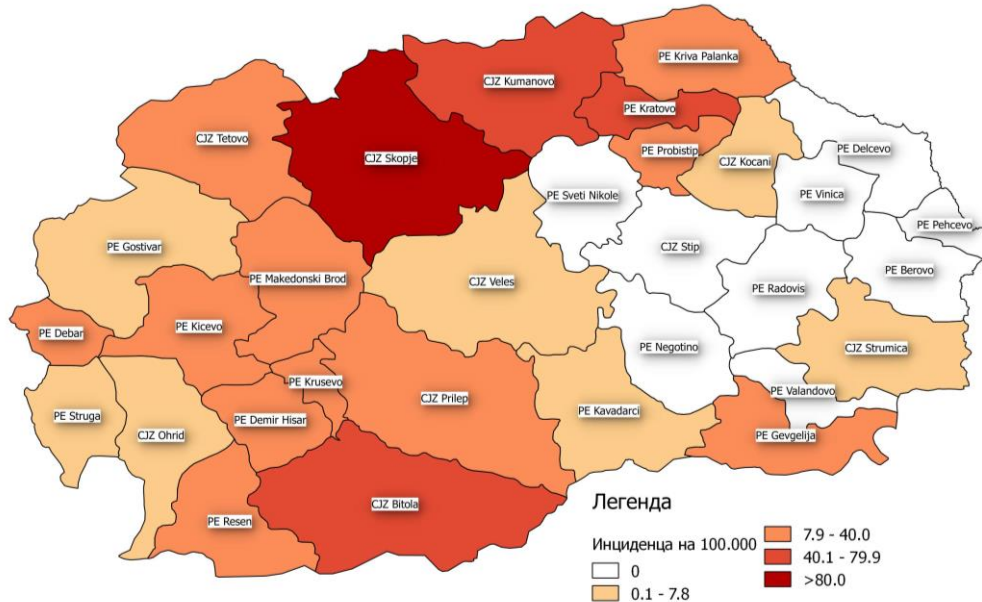 PE Kriva Palanka
CJZ Kumanovo
PE Kratovo
CJZ Tetovo
PE Probistip
PE Delcevo
CJZ Skopje
CJZ Kocani
PE Sveti Nikole
PE Vinica
PE Pehcevo
PE Gostivar
CJZ Stip
PE Makedonski Brod
PE Berovo
CJZ Veles
PE Radovis
PE Kicevo
PE Debar
PE Negotino
CJZ Strumica
PE Krusevo
PE Valandovo
CJZ Prilep
PE Struga
PE Kavadarci
PE Demir Hisar
CJZ Ohrid
PE Gevgelija
CJZ Bitola
PE Resen
Легенда
Инциденца на 100.000
0
0.1 - 7.8
7.9 - 40.0
40.1 - 79.9
>80.0